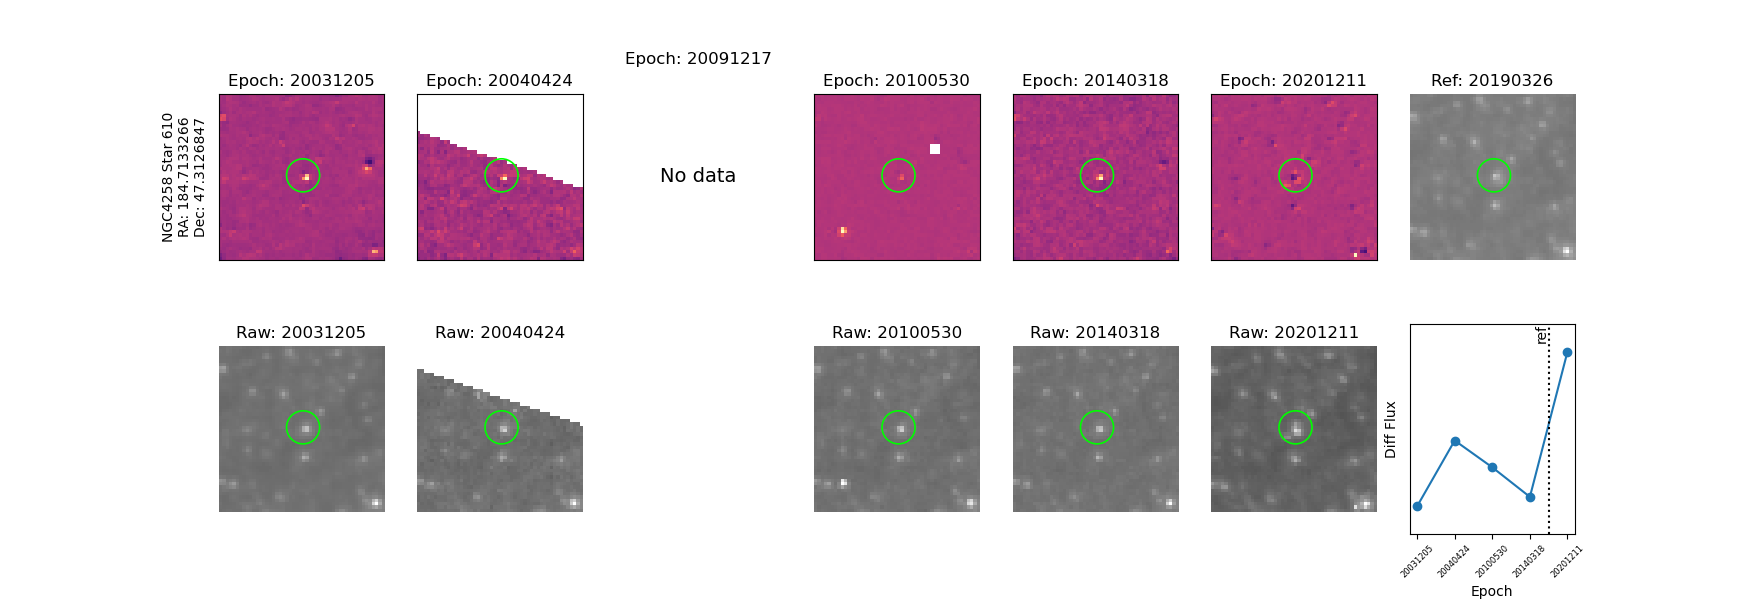 Epoch: 20091217
Epoch: 20031205
Epoch: 20040424
Epoch: 20100530
Epoch: 20140318
Epoch: 20201211
Ref: 20190326
NGC4258 Star 610
RA: 184.7133266
Dec: 47.3126847
No data
Raw: 20031205
Raw: 20040424
Raw: 20100530
Raw: 20140318
Raw: 20201211
ref
Diff Flux
20031205
20040424
20100530
20140318
20201211
Epoch